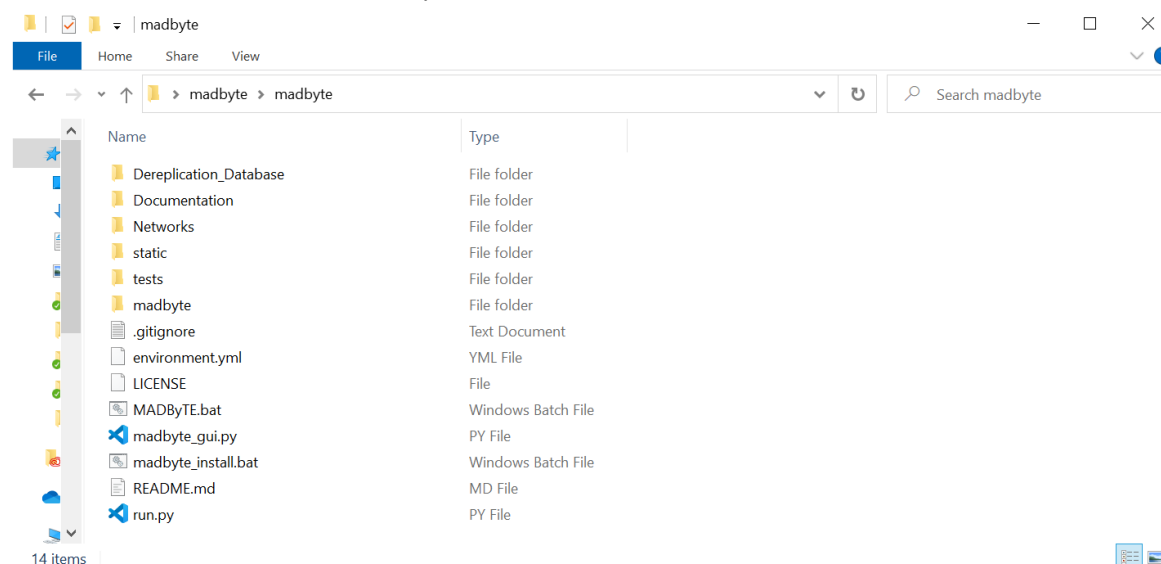 madbyte
File Home Share View
madbyte madbyte Search madbyte
Name Type
Dereplication_Database File folder
Documentation File folder
Networks File folder
static File folder
tests File folder
madbyte File folder
.gitignore Text Document
environment.yml YML File
LICENSE File
MADByTE.bat Windows Batch File
madbyte_gui.py PY File
madbyte_install.bat Windows Batch File
README.md MD File
run.py PY File
14 items